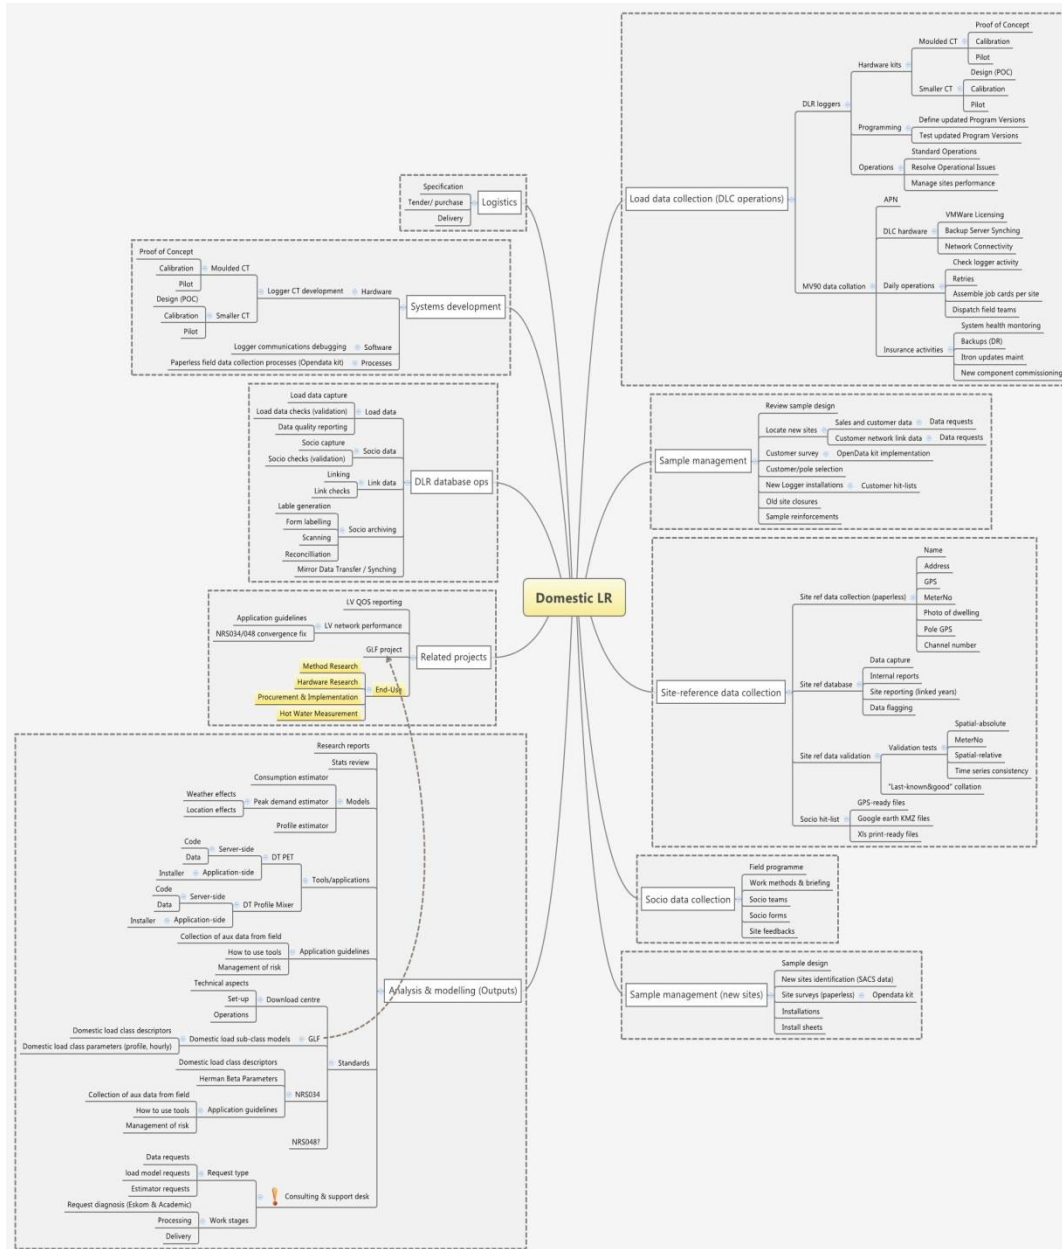 Domestic LR
Load data collection (DLC operations)
DLR loggers
Hardware kits
Moulded CT
Proof of Concept
Calibration
Pilot
Smaller CT
Design (POC)
Calibration
Pilot
Programming
Define updated Program Versions
Test updated Program Versions
Operations
Standard Operations
Resolve Operational Issues
Manage sites performance
MV90 data collation
APN
DLC hardware
VMWare Licensing
Backup Server Synching
Network Connectivity
Daily operations
Check logger activity
Retries
Assemble job cards per site
Dispatch field teams
Insurance activities
System health montoring
Backups (DR)
Itron updates maint
New component commissioning
Sample management
Review sample design
Locate new sites
Sales and customer data
Data requests
Customer network link data
Data requests
Customer survey
OpenData kit implementation
Customer/pole selection
New Logger installations
Customer hit-lists
Old site closures
Sample reinforcements
Site-reference data collection
Site ref data collection (paperless)
Name
Address
GPS
MeterNo
Photo of dwelling
Pole GPS
Channel number
Site ref database
Data capture
Internal reports
Site reporting (linked years)
Data flagging
Site ref data validation
Validation tests
Spatial-absolute
MeterNo
Spatial-relative
Time series consistency
"Last-known&good" collation
Socio hit-list
GPS-ready files
Google earth KMZ files
Xls print-ready files
Socio data collection
Field programme
Work methods & briefing
Socio teams
Socio forms
Site feedbacks
Sample management (new sites)
Sample design
New sites identification (SACS data)
Site surveys (paperless)
Opendata kit
Installations
Install sheets
Logistics
Specification
Tender/ purchase
Delivery
Systems development
Hardware
Logger CT development
Moulded CT
Proof of Concept
Calibration
Pilot
Smaller CT
Design (POC)
Calibration
Pilot
Software
Logger communications debugging
Processes
Paperless field data collection processes (Opendata kit)
DLR database ops
Load data
Load data capture
Load data checks (validation)
Data quality reporting
Socio data
Socio capture
Socio checks (validation)
Link data
Linking
Link checks
Socio archiving
Lable generation
Form labelling
Scanning
Reconcilliation
Mirror Data Transfer / Synching
Related projects
LV QOS reporting
LV network performance
Application guidelines
NRS034/048 convergence fix
GLF project
End-Use
Method Research
Hardware Research
Procurement & Implementation
Hot Water Measurement
Analysis & modelling (Outputs)
Research reports
Stats review
Models
Consumption estimator
Peak demand estimator
Weather effects
Location effects
Profile estimator
Tools/applications
DT PET
Server-side
Code
Data
Application-side
Installer
DT Profile Mixer
Server-side
Code
Data
Application-side
Installer
Application guidelines
Collection of aux data from field
How to use tools
Management of risk
Standards
Download centre
Technical aspects
Set-up
Operations
GLF
Domestic load sub-class models
Domestic load class descriptors
Domestic load class parameters (profile, hourly)
NRS034
Domestic load class descriptors
Herman Beta Parameters
Application guidelines
Collection of aux data from field
How to use tools
Management of risk
NRS048?
Consulting & support desk
Request type
Data requests
load model requests
Estimator requests
Work stages
Request diagnosis (Eskom & Academic)
Processing
Delivery